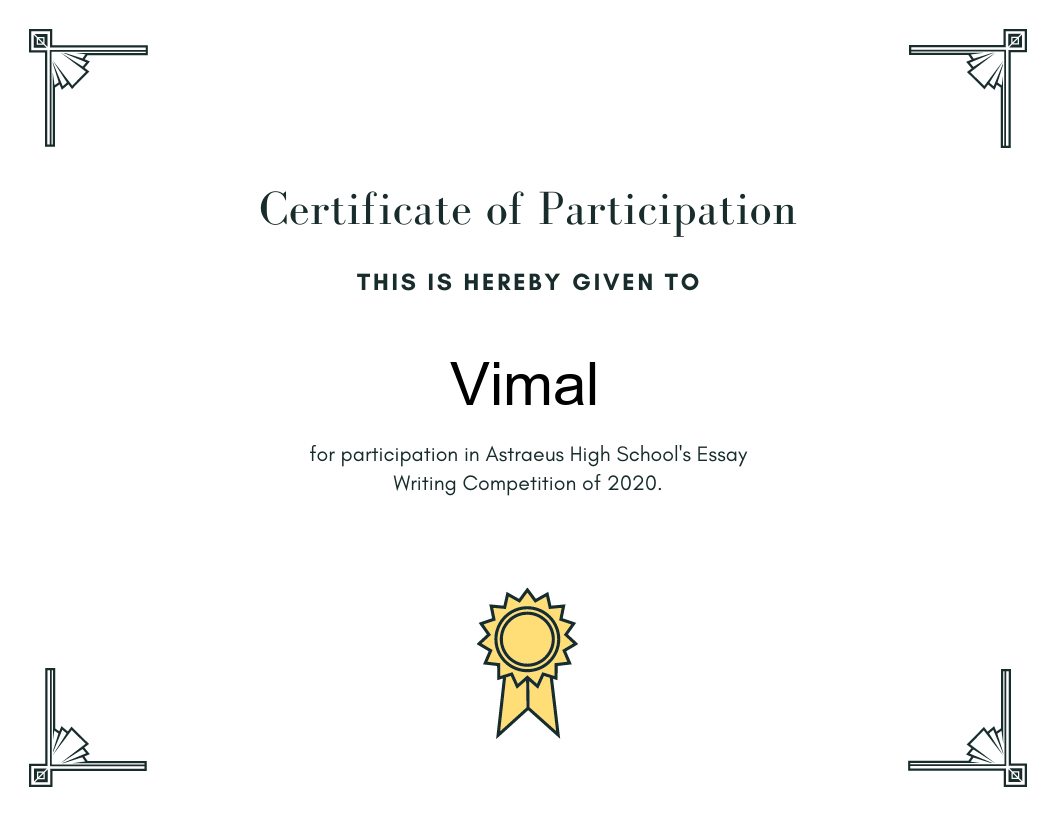 Certificate of Participation
THIS IS HEREBY GIVEN TO
Vimal
for participation in Astraeus High School's Essay
Writing Competition of 2020.